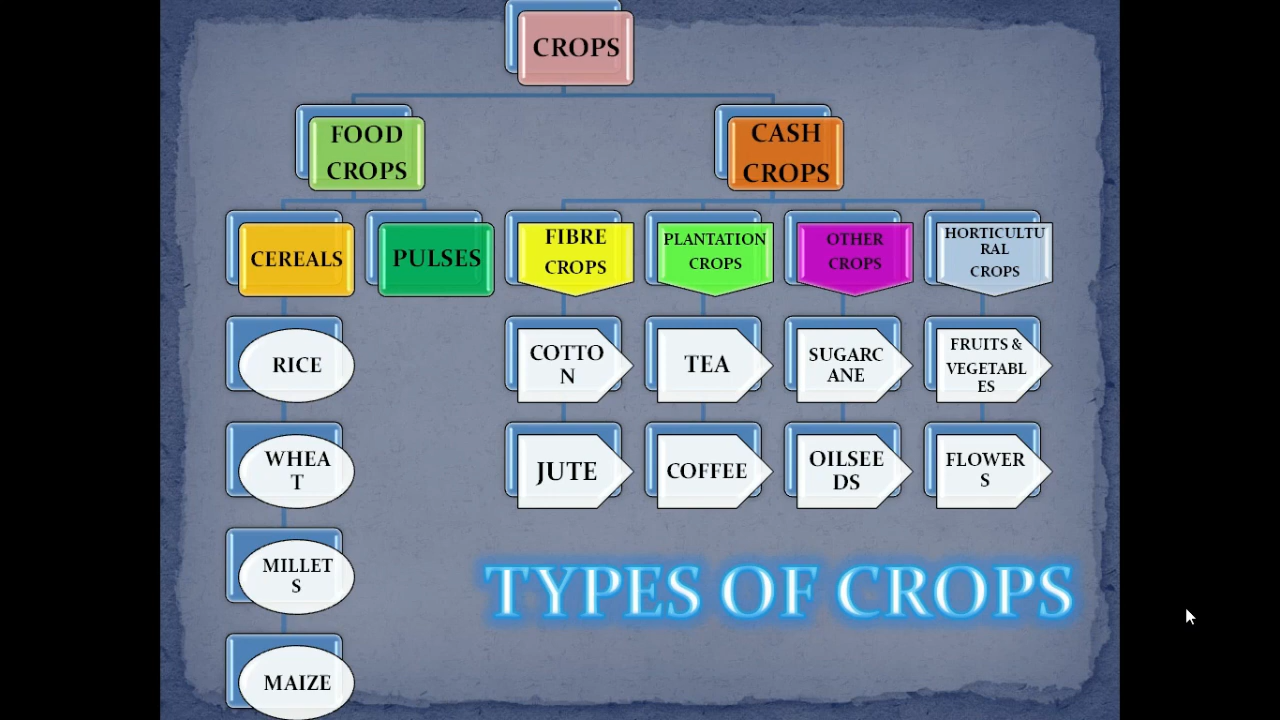 CROPS
FOOD
CROPS
CASH
CROPS
CEREALS
PULSES
FIBRE
CROPS
PLANTATION
CROPS
OTHER
CROPS
HORTICULTU
RAL
CROPS
RICE
COTTO
N
TEA
SUGARC
ANE
FRUITS &
VEGETABL
ES
WHEA
T
JUTE
COFFEE
OILSEE
DS
FLOWER
S
MILLET
S
TYPES OF CROPS
MAIZE